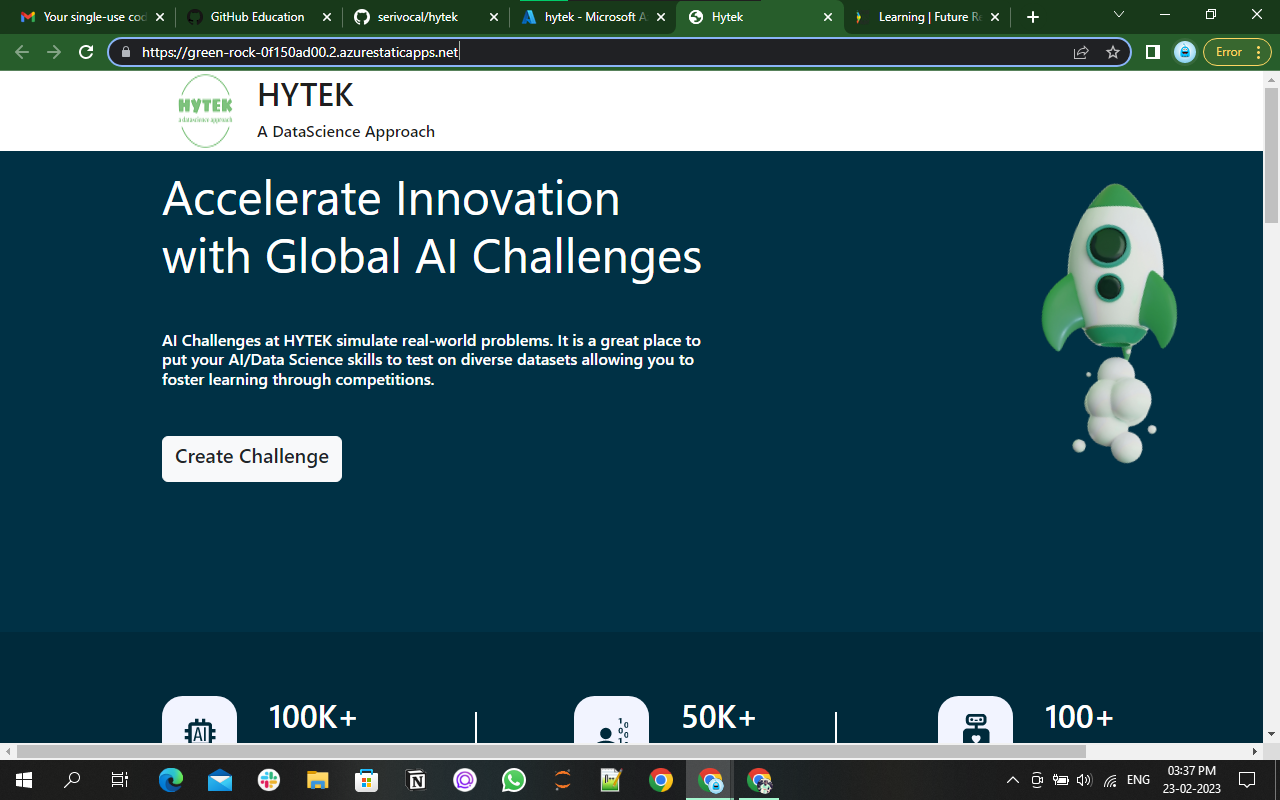 Your single-use cod
GitHub Education
serivocal/hytek
hytek - Microsoft A
Hytek
Learning | Future R
https://green-rock-0f150ad00.2.azurestaticapps.net
Error
HYTEK
a datascience approach
HYTEK
A DataScience Approach
Accelerate Innovation
with Global AI Challenges
AI Challenges at HYTEK simulate real-world problems. It is a great place to
put your AI/Data Science skills to test on diverse datasets allowing you to
foster learning through competitions.
Create Challenge
AI
100K+
50K+
100+
ENG
03:37 PM
23-02-2023